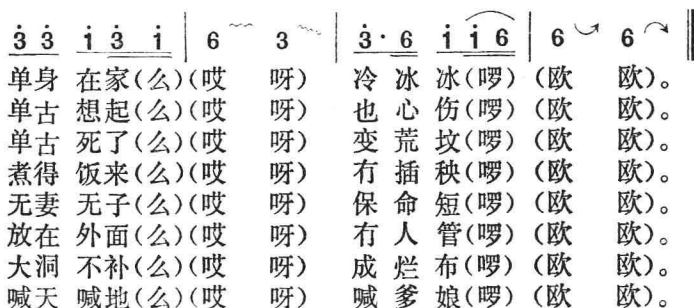 3̇ 3̇ 1̇ 3̇ 1̇ | 6 3 | 3̇· 6 1̇ 1̇ 6 | 6 6 ‖
单身 在家(么)(哎 呀) 冷 冰 冰(啰) (欧 欧)。
单古 想起(么)(哎 呀) 也 心 伤(啰) (欧 欧)。
单古 死了(么)(哎 呀) 变 荒 坟(啰) (欧 欧)。
煮得 饭来(么)(哎 呀) 冇 插 秧(啰) (欧 欧)。
无妻 无子(么)(哎 呀) 保 命 短(啰) (欧 欧)。
放在 外面(么)(哎 呀) 冇 人 管(啰) (欧 欧)。
大洞 不补(么)(哎 呀) 成 烂 布(啰) (欧 欧)。
喊天 喊地(么)(哎 呀) 喊 爹 娘(啰) (欧 欧)。